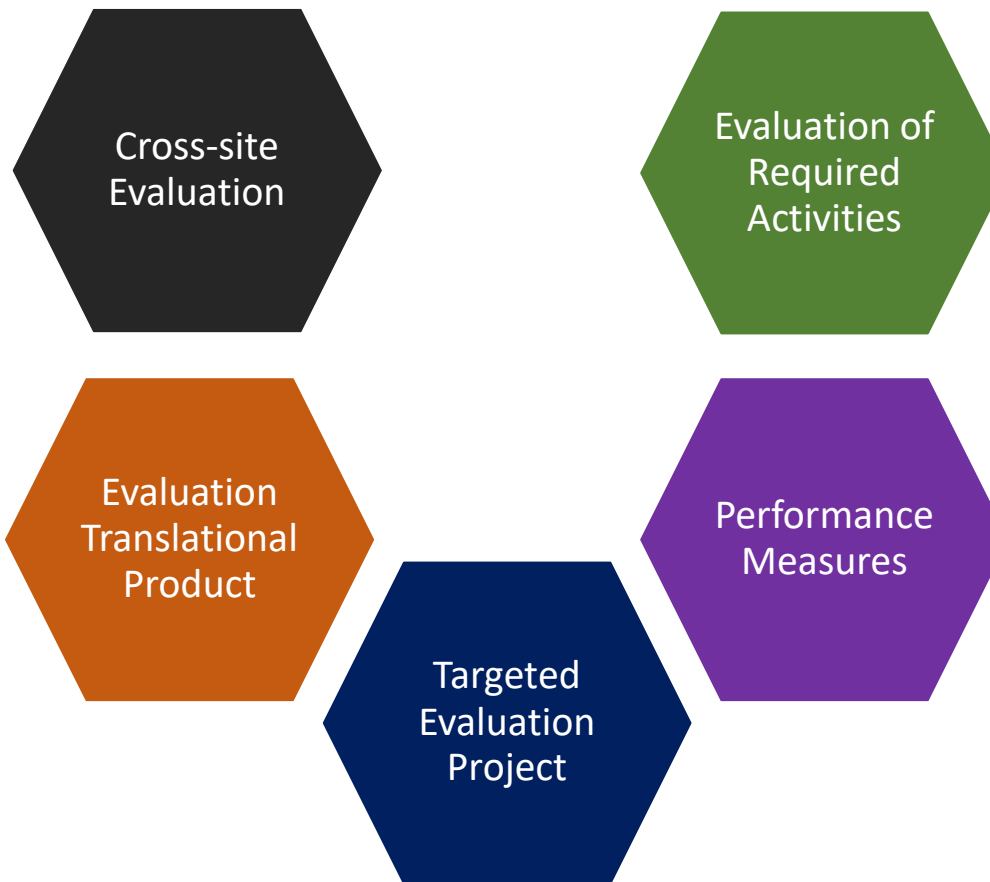 Cross-site
Evaluation
Evaluation of
Required
Activities
Evaluation
Translational
Product
Performance
Measures
Targeted
Evaluation
Project